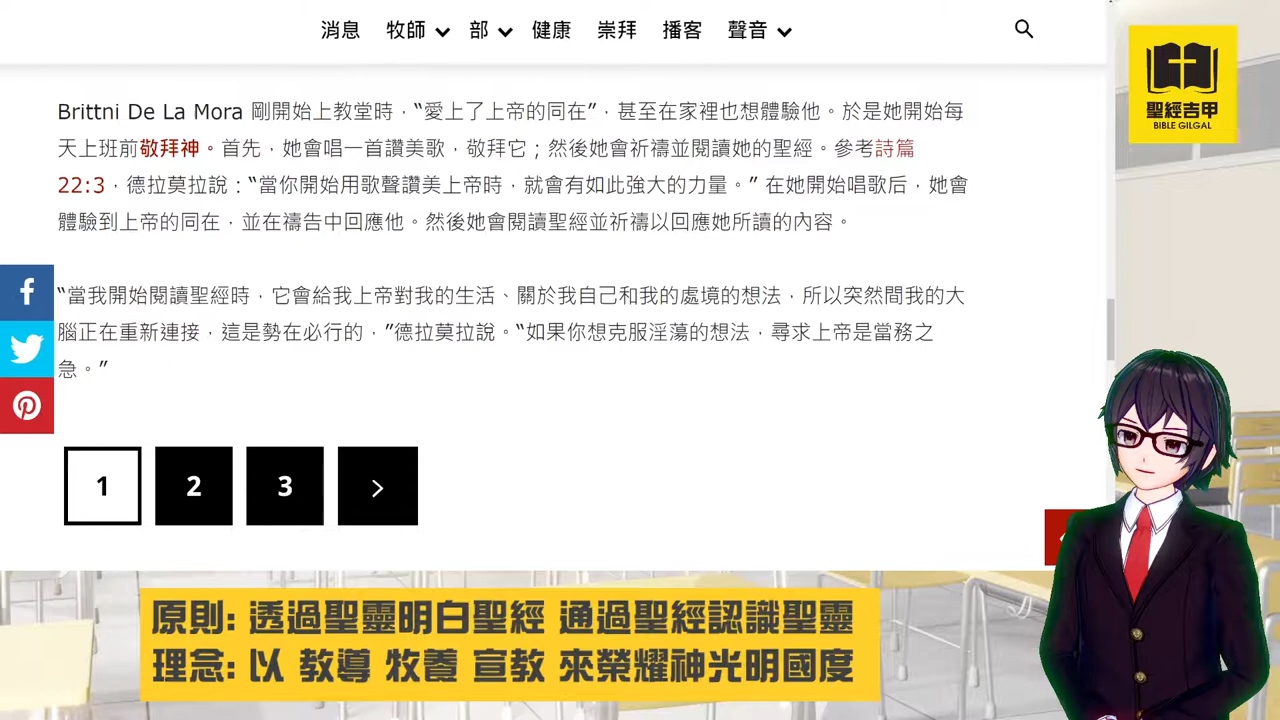 消息 牧師 部 健康 崇拜 播客 聲音
聖經吉甲
BIBLE GILGAL
Brittni De La Mora 剛開始上教堂時，“愛上了上帝的同在”，甚至在家裡也想體驗他。於是她開始每
天上班前敬拜神。首先，她會唱一首讚美歌，敬拜它；然後她會祈禱並閱讀她的聖經。參考詩篇
22:3，德拉莫拉說：“當你開始用歌聲讚美上帝時，就會有如此強大的力量。” 在她開始唱歌后，她會
體驗到上帝的同在，並在禱告中回應他。然後她會閱讀聖經並祈禱以回應她所讀的內容。
“當我開始閱讀聖經時，它會給我上帝對我的生活、關於我自己和我的處境的想法，所以突然間我的大
腦正在重新連接，這是勢在必行的，”德拉莫拉說。“如果你想克服淫蕩的想法，尋求上帝是當務之
急。”
1 2 3 >
原則: 透過聖靈明白聖經 通過聖經認識聖靈
理念: 以 教導 牧養 宣教 來榮耀神光明國度